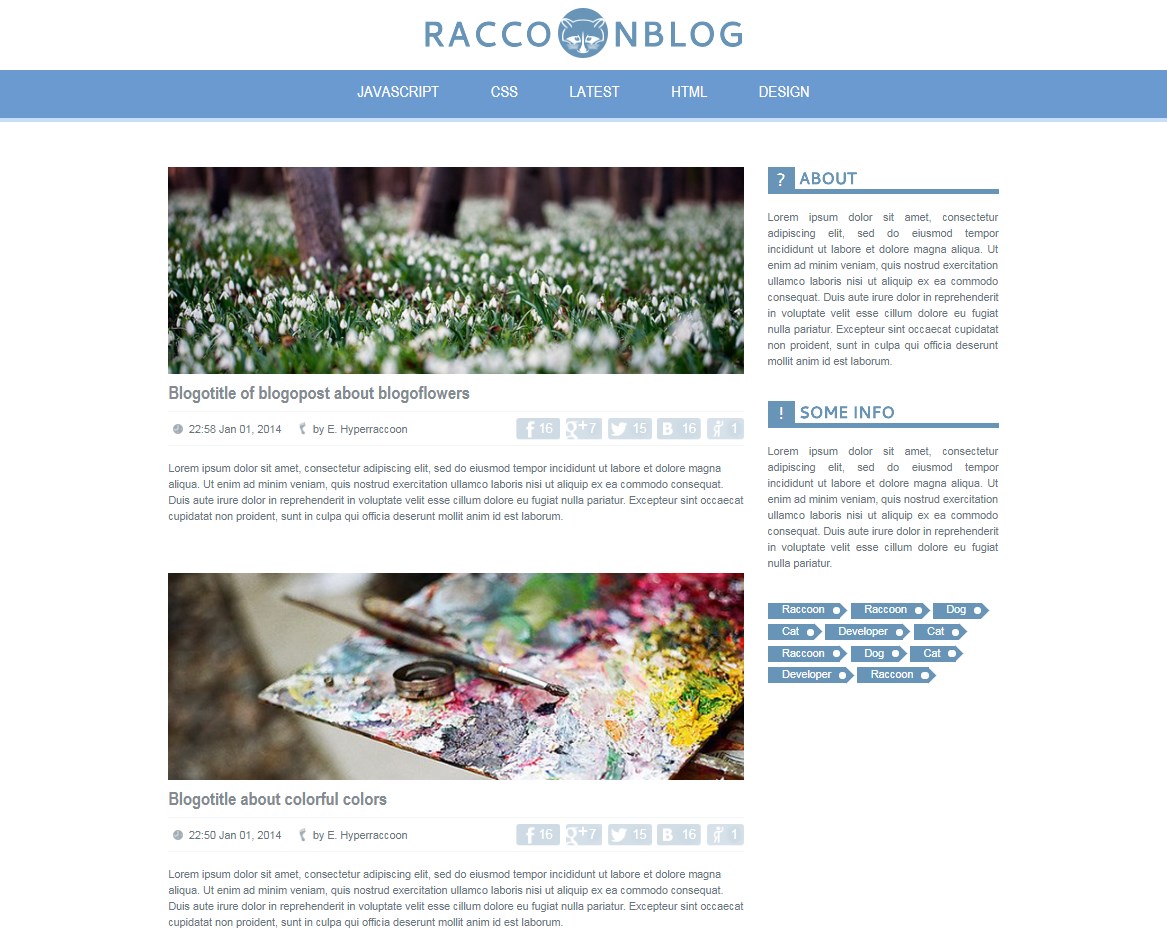 RACCOONBLOG
JAVASCRIPT CSS LATEST HTML DESIGN
Blogotitle of blogopost about blogoflowers
22:58 Jan 01, 2014 by E. Hyperraccoon f 16 g+ 7 15 B 16 1
Lorem ipsum dolor sit amet, consectetur adipiscing elit, sed do eiusmod tempor incididunt ut labore et dolore magna
aliqua. Ut enim ad minim veniam, quis nostrud exercitation ullamco laboris nisi ut aliquip ex ea commodo consequat.
Duis aute irure dolor in reprehenderit in voluptate velit esse cillum dolore eu fugiat nulla pariatur. Excepteur sint occaecat
cupidatat non proident, sunt in culpa qui officia deserunt mollit anim id est laborum.
Blogotitle about colorful colors
22:50 Jan 01, 2014 by E. Hyperraccoon f 16 g+ 7 15 B 16 1
Lorem ipsum dolor sit amet, consectetur adipiscing elit, sed do eiusmod tempor incididunt ut labore et dolore magna
aliqua. Ut enim ad minim veniam, quis nostrud exercitation ullamco laboris nisi ut aliquip ex ea commodo consequat.
Duis aute irure dolor in reprehenderit in voluptate velit esse cillum dolore eu fugiat nulla pariatur. Excepteur sint occaecat
cupidatat non proident, sunt in culpa qui officia deserunt mollit anim id est laborum.
? ABOUT
Lorem ipsum dolor sit amet, consectetur
adipiscing elit, sed do eiusmod tempor
incididunt ut labore et dolore magna aliqua. Ut
enim ad minim veniam, quis nostrud exercitation
ullamco laboris nisi ut aliquip ex ea commodo
consequat. Duis aute irure dolor in reprehenderit
in voluptate velit esse cillum dolore eu fugiat
nulla pariatur. Excepteur sint occaecat cupidatat
non proident, sunt in culpa qui officia deserunt
mollit anim id est laborum.
! SOME INFO
Lorem ipsum dolor sit amet, consectetur
adipiscing elit, sed do eiusmod tempor
incididunt ut labore et dolore magna aliqua. Ut
enim ad minim veniam, quis nostrud exercitation
ullamco laboris nisi ut aliquip ex ea commodo
consequat. Duis aute irure dolor in reprehenderit
in voluptate velit esse cillum dolore eu fugiat
nulla pariatur.
Raccoon Raccoon Dog
Cat Developer Cat
Raccoon Dog Cat
Developer Raccoon